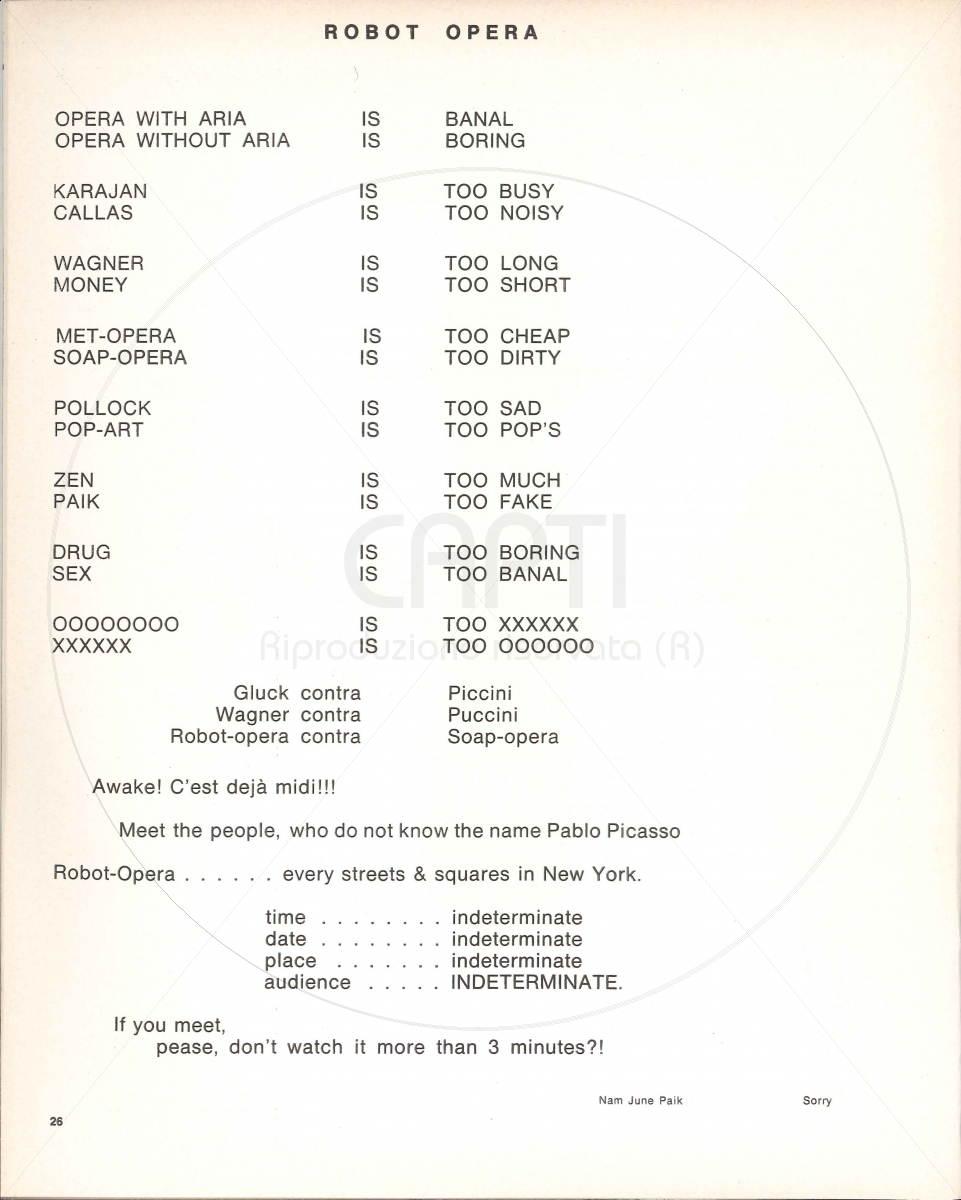 ROBOT OPERA
OPERA WITH ARIA IS BANAL
OPERA WITHOUT ARIA IS BORING
KARAJAN IS TOO BUSY
CALLAS IS TOO NOISY
WAGNER IS TOO LONG
MONEY IS TOO SHORT
MET-OPERA IS TOO CHEAP
SOAP-OPERA IS TOO DIRTY
POLLOCK IS TOO SAD
POP-ART IS TOO POP'S
ZEN IS TOO MUCH
PAIK IS TOO FAKE
CAATI
DRUG IS TOO BORING
SEX IS TOO BANAL
OOOOOOOO IS TOO XXXXXX
XXXXXX IS TOO OOOOOO
Riproduzione riservata (R)
Gluck contra Piccini
Wagner contra Puccini
Robot-opera contra Soap-opera
Awake! C'est dejà midi!!!
Meet the people, who do not know the name Pablo Picasso
Robot-Opera . . . . . . every streets & squares in New York.
time . . . . . . . . indeterminate
date . . . . . . . . indeterminate
place . . . . . . . indeterminate
audience . . . . . INDETERMINATE.
If you meet,
pease, don't watch it more than 3 minutes?!
Nam June Paik Sorry
26